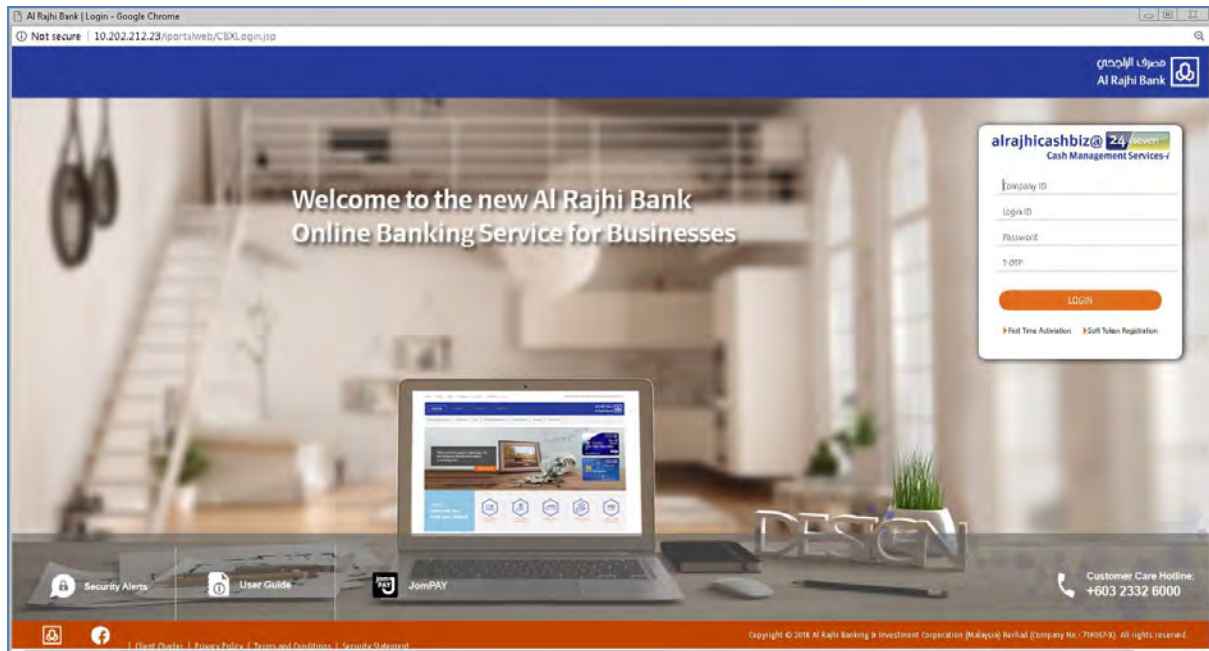 Al Rajhi Bank | Login - Google Chrome
Not secure | 10.202.212.23/iportalweb/CBXLogin.jsp
مصرف الراجحي
Al Rajhi Bank
alrajhicashbiz@ 24 seven
Cash Management Services-i
Welcome to the new Al Rajhi Bank
Online Banking Service for Businesses
Company ID
Login ID
Password
T-OTP
LOGIN
First Time Activation Soft Token Registration
DESIGN
Security Alerts
User Guide
Jom PAY
JomPAY
Customer Care Hotline:
+603 2332 6000
| Client Charter | Privacy Policy | Terms and Conditions | Security Statement
Copyright © 2018 Al Rajhi Banking & Investment Corporation (Malaysia) Berhad (Company No.- 719057-X). All rights reserved.